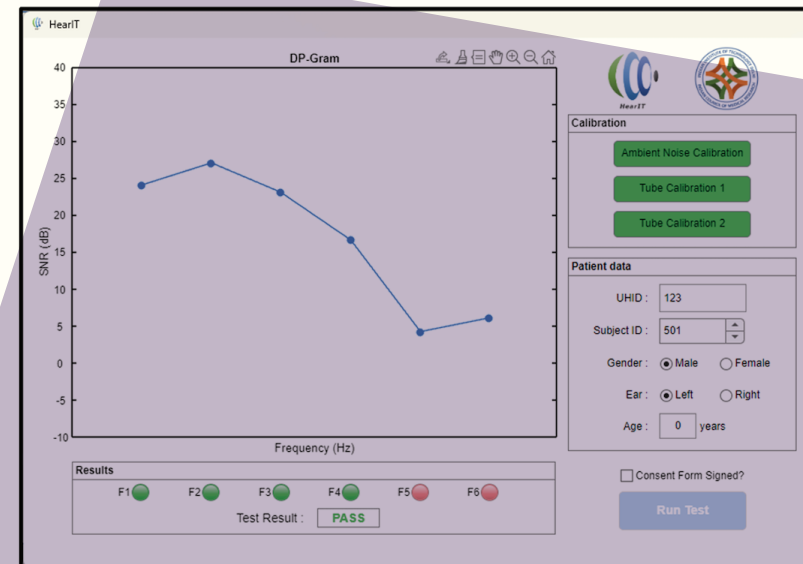 HearIT
DP-Gram
40
35
30
25
20
15
10
5
0
-5
-10
SNR (dB)
Frequency (Hz)
HearIT
Calibration
Ambient Noise Calibration
Tube Calibration 1
Tube Calibration 2
Patient data
UHID : 123
Subject ID : 501
Gender : Male Female
Ear : Left Right
Age : 0 years
Consent Form Signed?
Run Test
Results
F1 F2 F3 F4 F5 F6
Test Result : PASS